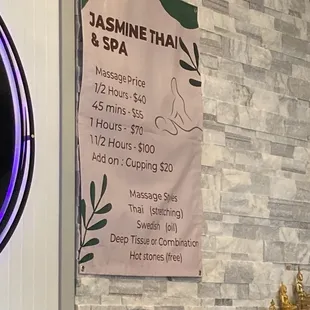 JASMINE THAI
& SPA
Massage Price
1/2 Hours - $40
45 mins - $55
1 Hours - $70
1 1/2 Hours - $100
Add on : Cupping $20
Massage Styles
Thai (stretching)
Swedish (oil)
Deep Tissue or Combination
Hot stones (free)